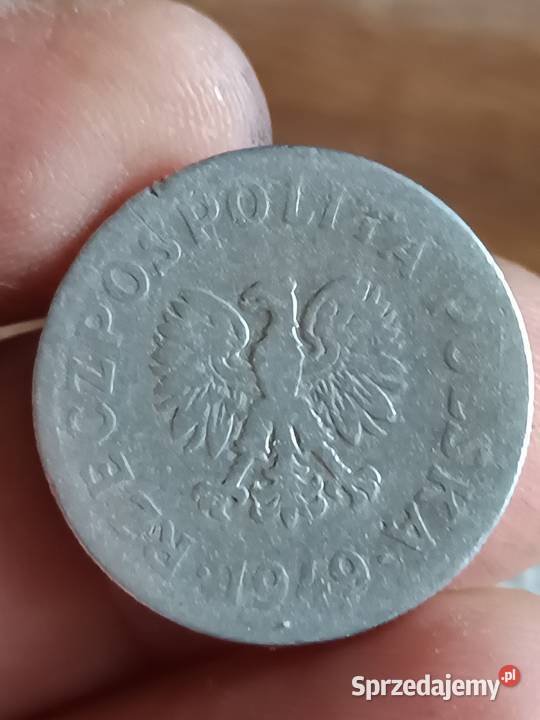 RZECZPOSPOLITA POLSKA · 1949 ·
Sprzedajemy.pl